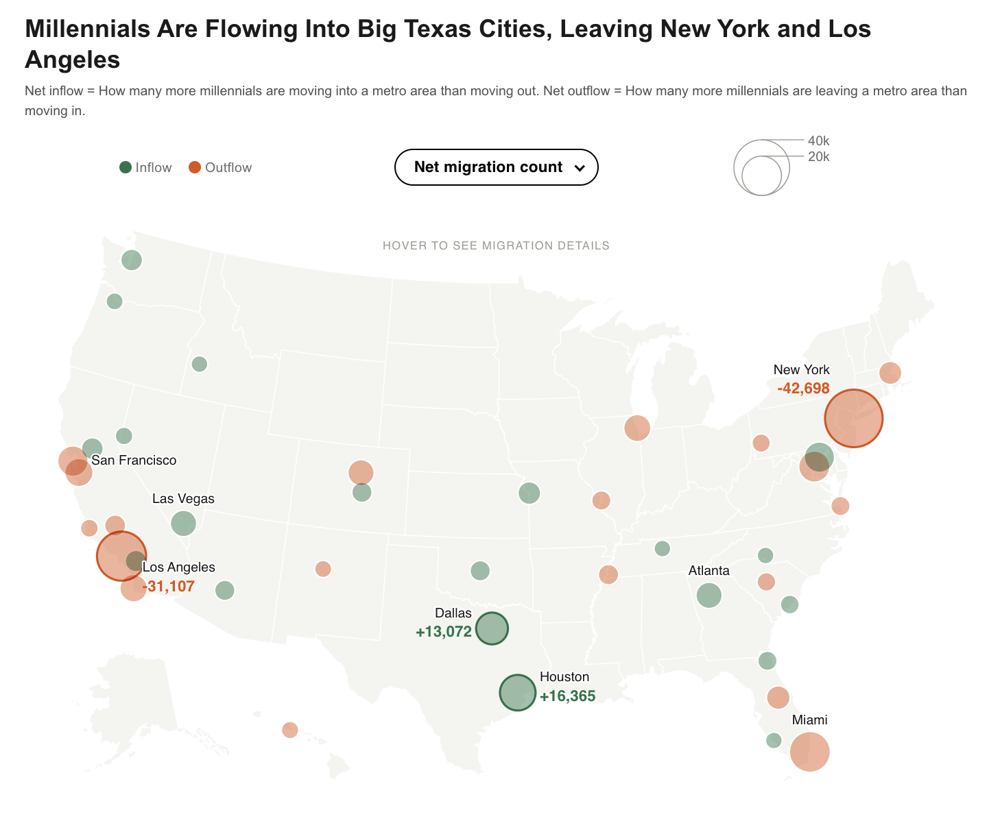 Millennials Are Flowing Into Big Texas Cities, Leaving New York and Los
Angeles
Net inflow = How many more millennials are moving into a metro area than moving out. Net outflow = How many more millennials are leaving a metro area than
moving in.
Inflow
Outflow
Net migration count
40k
20k
HOVER TO SEE MIGRATION DETAILS
New York
-42,698
San Francisco
Las Vegas
Los Angeles
-31,107
Atlanta
Dallas
+13,072
Houston
+16,365
Miami